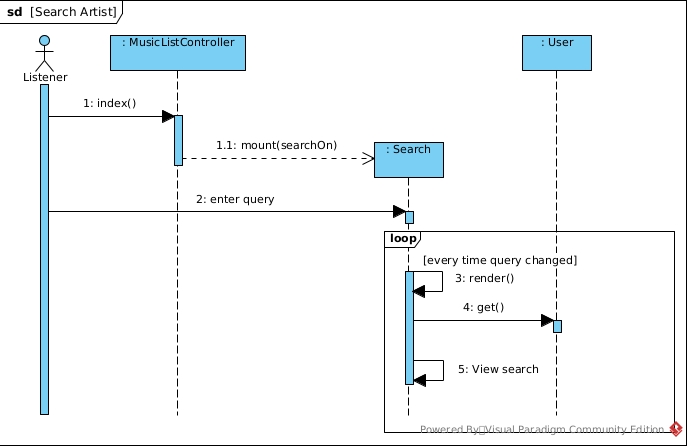 sd [Search Artist]
: MusicListController
: User
Listener
1: index()
1.1: mount(searchOn)
: Search
2: enter query
loop
[every time query changed]
3: render()
4: get()
5: View search
Powered By Visual Paradigm Community Edition